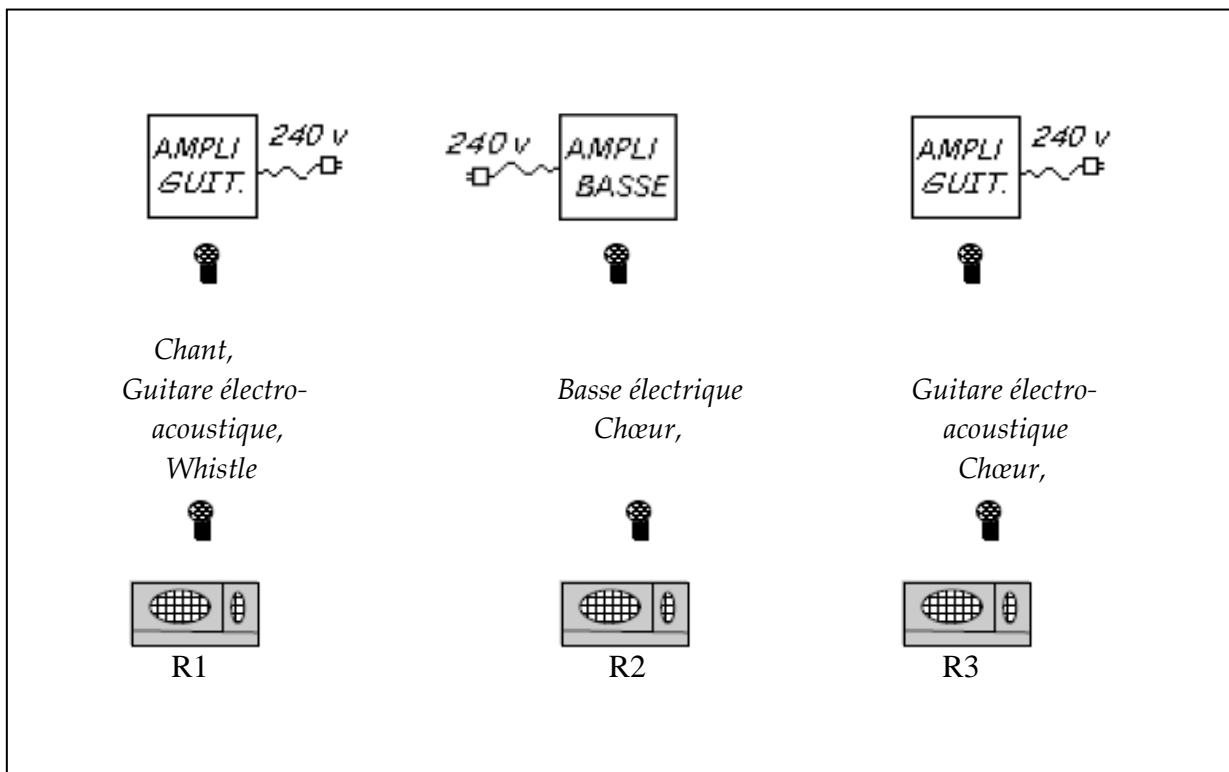 AMPLI
GUIT.
240 v
240 v
AMPLI
BASSE
AMPLI
GUIT.
240 v
Chant,
Guitare électro-
acoustique,
Whistle
Basse électrique
Chœur,
Guitare électro-
acoustique
Chœur,
R1
R2
R3